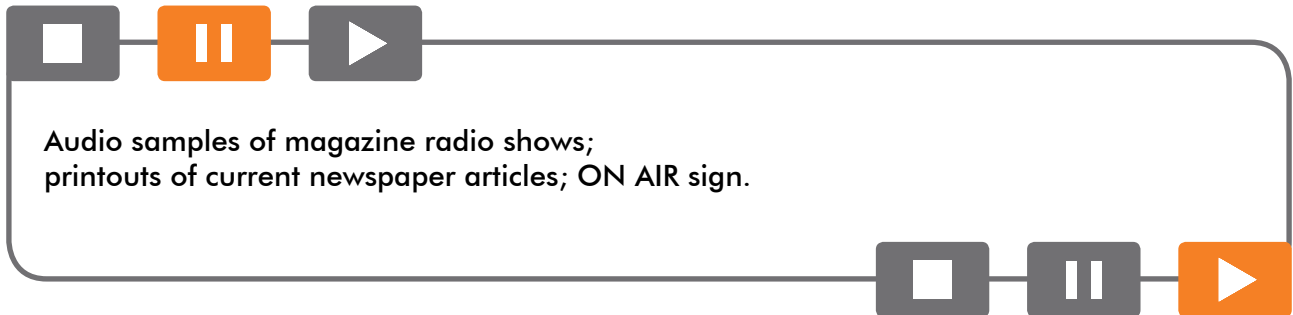 Audio samples of magazine radio shows;
printouts of current newspaper articles; ON AIR sign.